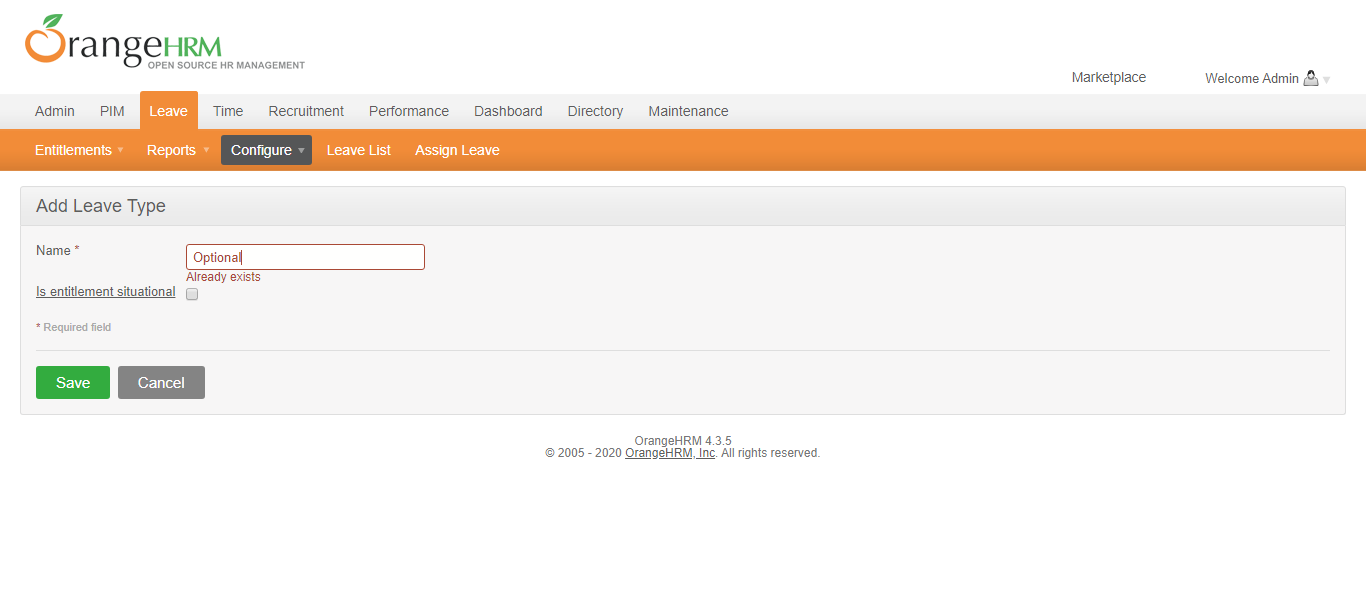 OrangeHRM
OPEN SOURCE HR MANAGEMENT
Marketplace Welcome Admin
Admin PIM Leave Time Recruitment Performance Dashboard Directory Maintenance
Entitlements Reports Configure Leave List Assign Leave
Add Leave Type
Name * Optional
Already exists
Is entitlement situational
* Required field
Save Cancel
OrangeHRM 4.3.5
© 2005 - 2020 OrangeHRM, Inc. All rights reserved.